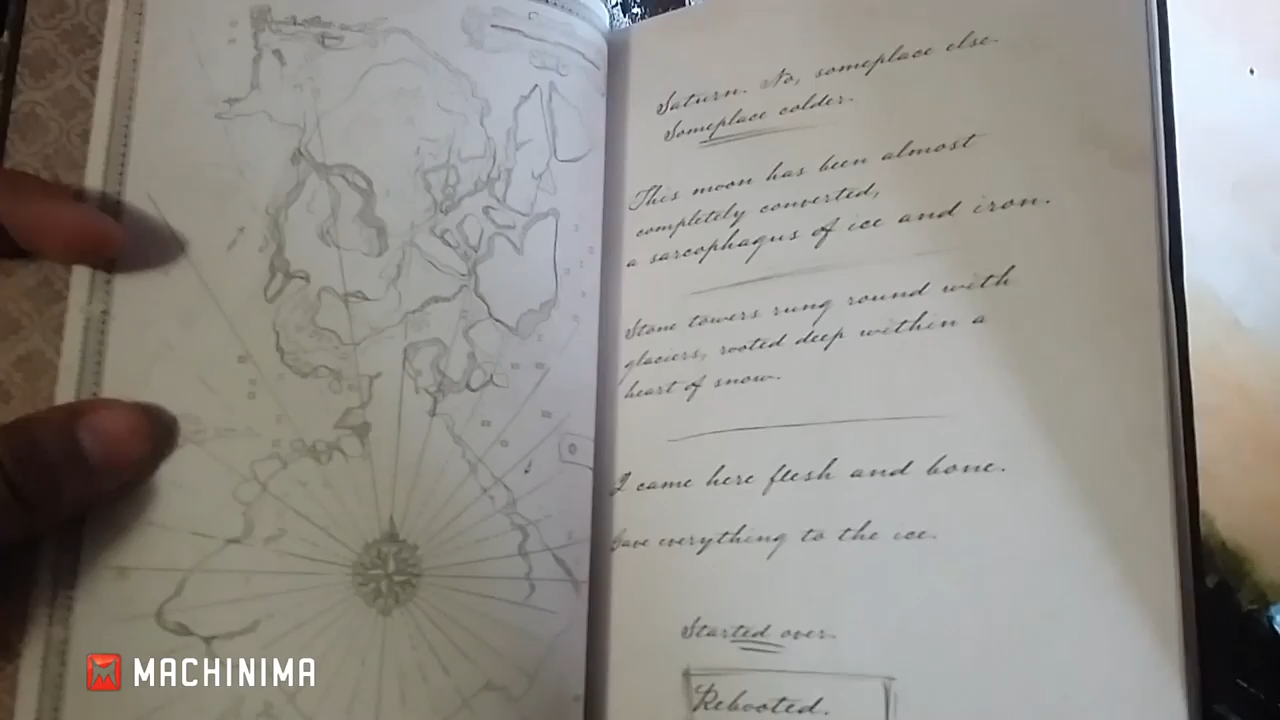 Saturn. No, someplace else.
Someplace colder.
This moon has been almost
completely converted,
a sarcophagus of ice and iron.
Stone towers rung round with
glaciers, rooted deep within a
heart of snow.
I came here flesh and bone.
Gave everything to the ice.
Started over.
Rebooted.
MACHINIMA